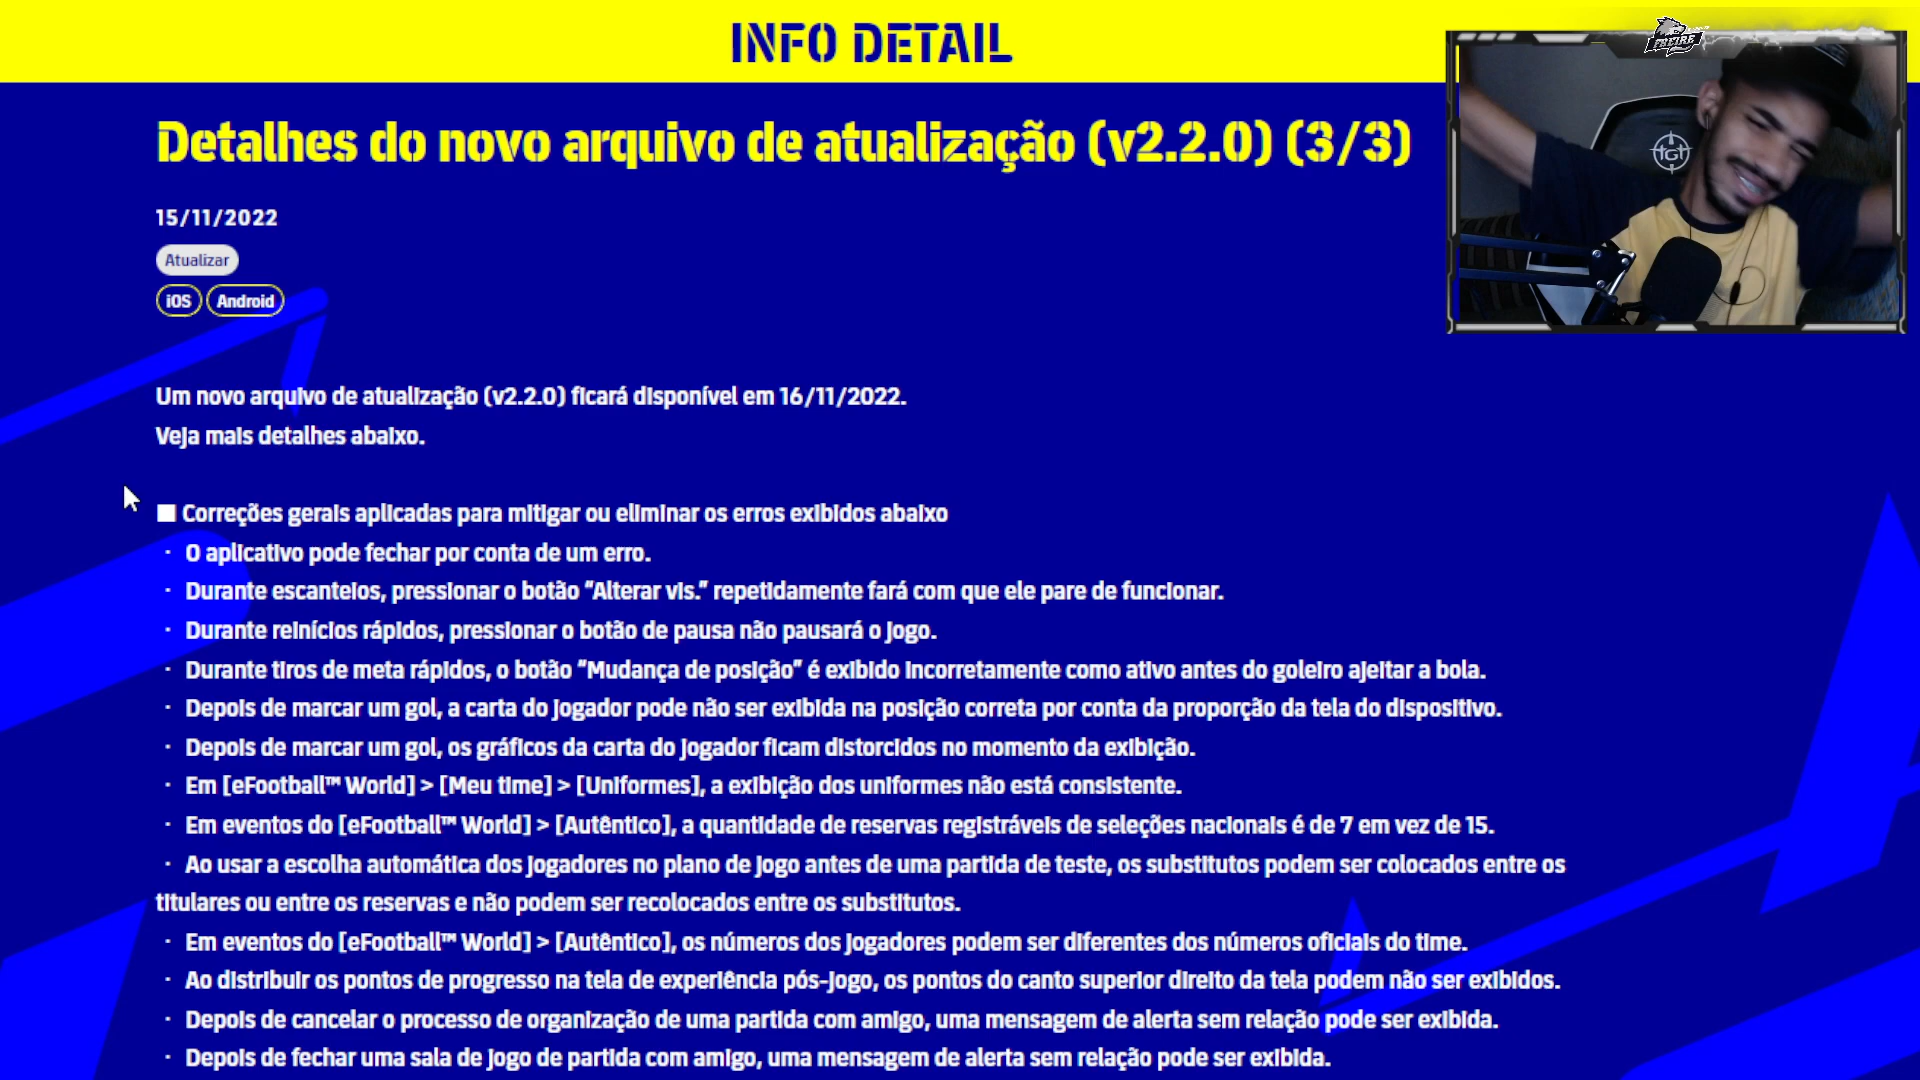 INFO DETAIL
FREIRE
Detalhes do novo arquivo de atualização (v2.2.0) (3/3)
TGT
15/11/2022
Atualizar
iOS Android
Um novo arquivo de atualização (v2.2.0) ficará disponível em 16/11/2022.
Veja mais detalhes abaixo.
■ Correções gerais aplicadas para mitigar ou eliminar os erros exibidos abaixo
・ O aplicativo pode fechar por conta de um erro.
・ Durante escanteios, pressionar o botão “Alterar vis.” repetidamente fará com que ele pare de funcionar.
・ Durante reinícios rápidos, pressionar o botão de pausa não pausará o jogo.
・ Durante tiros de meta rápidos, o botão “Mudança de posição” é exibido incorretamente como ativo antes do goleiro ajeitar a bola.
・ Depois de marcar um gol, a carta do jogador pode não ser exibida na posição correta por conta da proporção da tela do dispositivo.
・ Depois de marcar um gol, os gráficos da carta do jogador ficam distorcidos no momento da exibição.
・ Em [eFootball™ World] > [Meu time] > [Uniformes], a exibição dos uniformes não está consistente.
・ Em eventos do [eFootball™ World] > [Autêntico], a quantidade de reservas registráveis de seleções nacionais é de 7 em vez de 15.
・ Ao usar a escolha automática dos jogadores no plano de jogo antes de uma partida de teste, os substitutos podem ser colocados entre os
titulares ou entre os reservas e não podem ser recolocados entre os substitutos.
・ Em eventos do [eFootball™ World] > [Autêntico], os números dos jogadores podem ser diferentes dos números oficiais do time.
・ Ao distribuir os pontos de progresso na tela de experiência pós-jogo, os pontos do canto superior direito da tela podem não ser exibidos.
・ Depois de cancelar o processo de organização de uma partida com amigo, uma mensagem de alerta sem relação pode ser exibida.
・ Depois de fechar uma sala de jogo de partida com amigo, uma mensagem de alerta sem relação pode ser exibida.